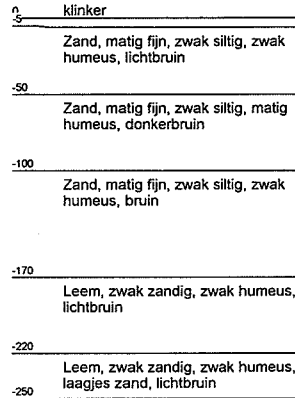 0 klinker
-5
Zand, matig fijn, zwak siltig, zwak
humeus, lichtbruin
-50
Zand, matig fijn, zwak siltig, matig
humeus, donkerbruin
-100
Zand, matig fijn, zwak siltig, zwak
humeus, bruin
-170
Leem, zwak zandig, zwak humeus,
lichtbruin
-220
Leem, zwak zandig, zwak humeus,
laagjes zand, lichtbruin
-250